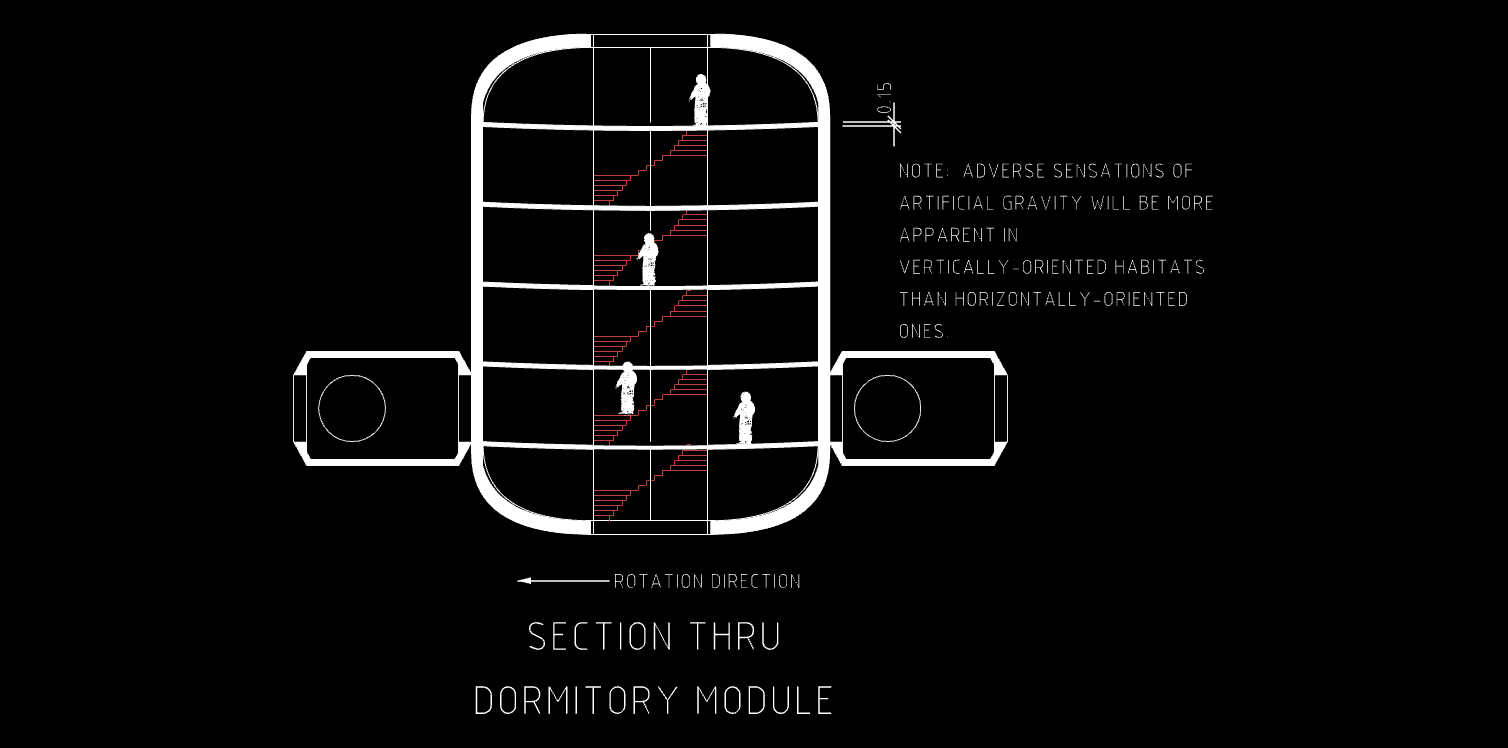 0.15
NOTE:  ADVERSE SENSATIONS OF
ARTIFICIAL GRAVITY WILL BE MORE
APPARENT IN
VERTICALLY-ORIENTED HABITATS
THAN HORIZONTALLY-ORIENTED
ONES.
ROTATION DIRECTION
SECTION THRU
DORMITORY MODULE